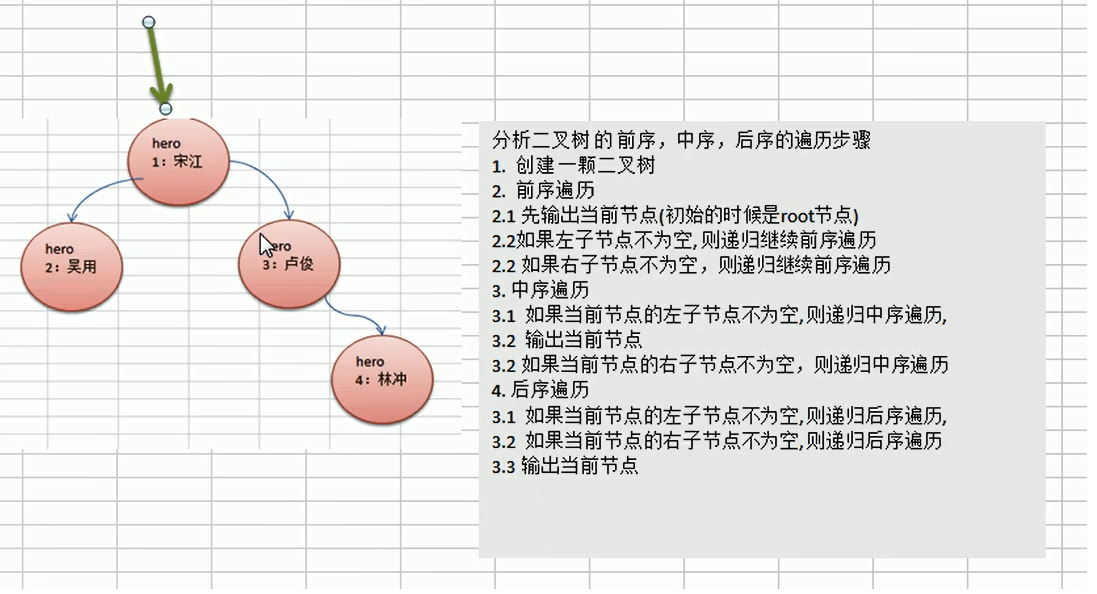 hero
1：宋江
hero
2：吴用
ero
3：卢俊
hero
4：林冲
分析二叉树的前序，中序，后序的遍历步骤
1. 创建一颗二叉树
2. 前序遍历
2.1 先输出当前节点(初始的时候是root节点)
2.2如果左子节点不为空,则递归继续前序遍历
2.2 如果右子节点不为空，则递归继续前序遍历
3. 中序遍历
3.1 如果当前节点的左子节点不为空,则递归中序遍历,
3.2 输出当前节点
3.2 如果当前节点的右子节点不为空，则递归中序遍历
4. 后序遍历
3.1 如果当前节点的左子节点不为空,则递归后序遍历,
3.2 如果当前节点的右子节点不为空,则递归后序遍历
3.3 输出当前节点